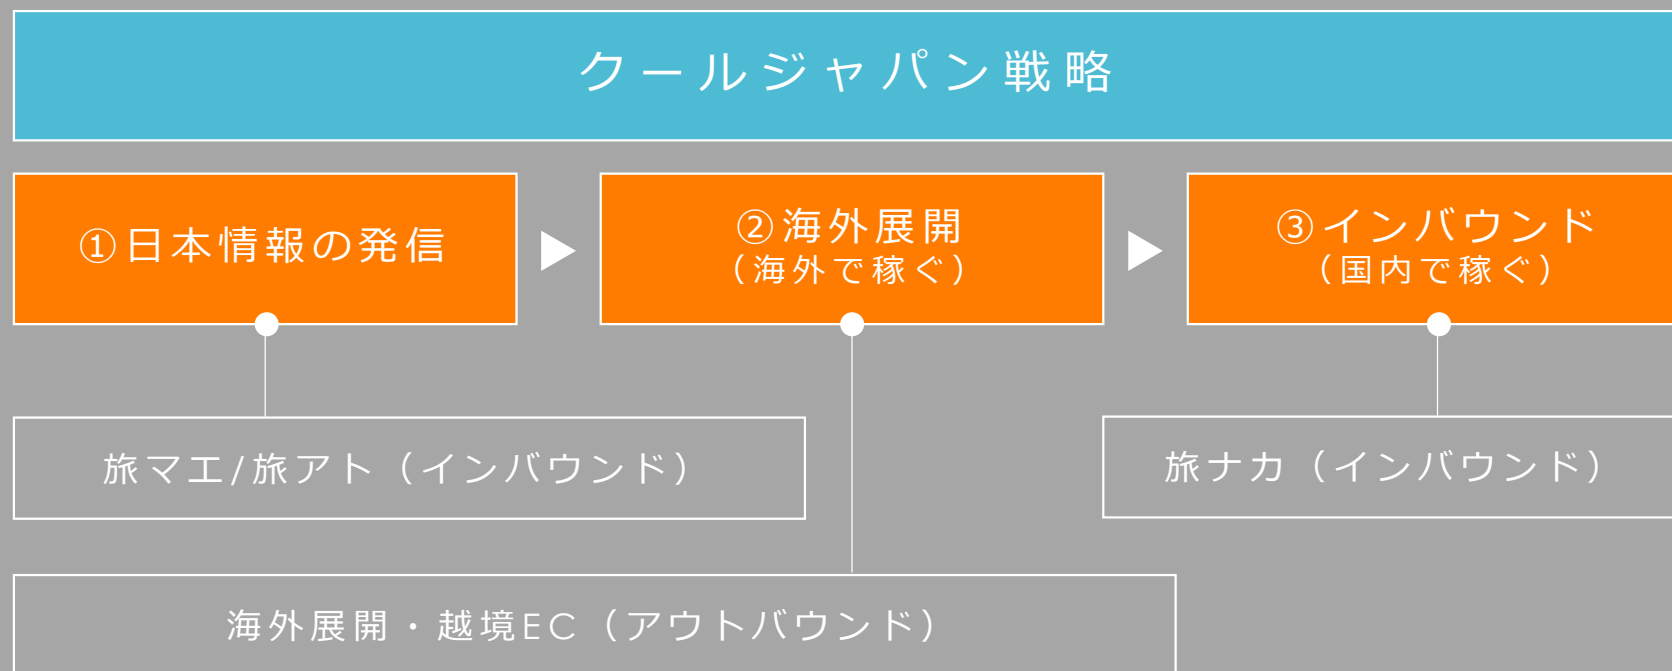 クールジャパン戦略
①日本情報の発信
②海外展開
（海外で稼ぐ）
③インバウンド
（国内で稼ぐ）
旅マエ/旅アト（インバウンド）
旅ナカ（インバウンド）
海外展開・越境EC（アウトバウンド）